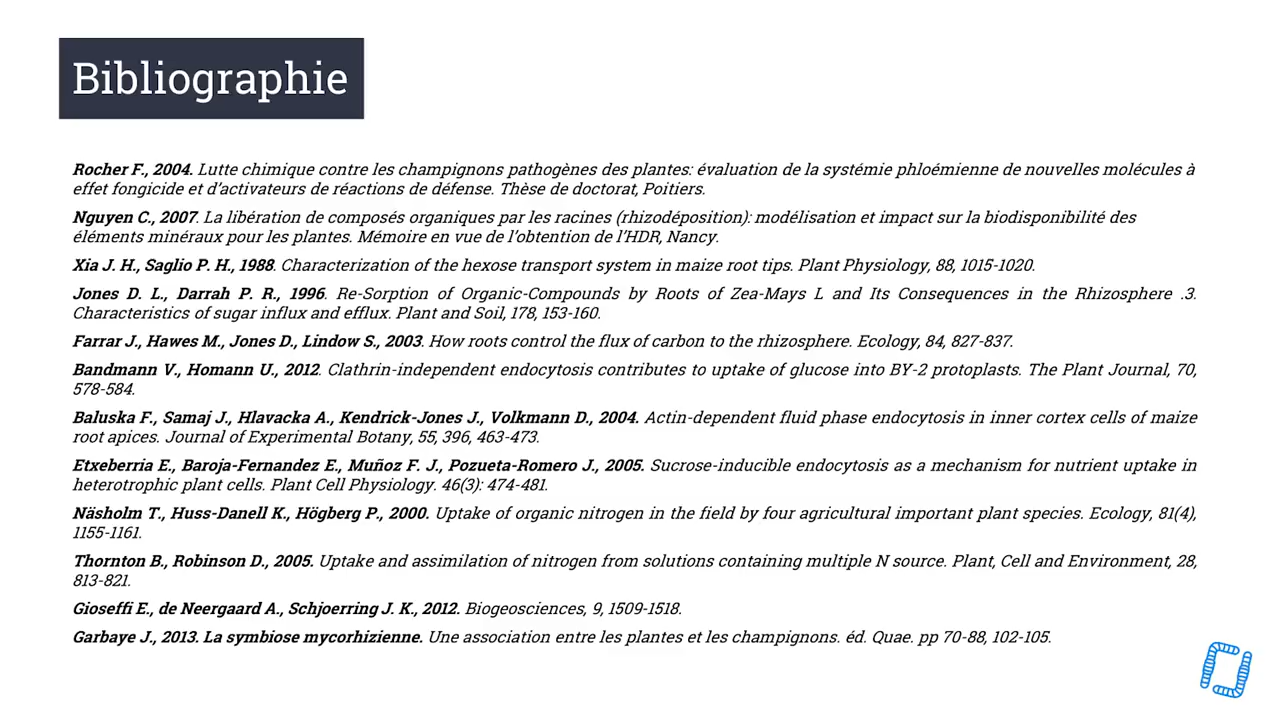 Bibliographie
Rocher F., 2004. Lutte chimique contre les champignons pathogènes des plantes: évaluation de la systémie phloémienne de nouvelles molécules à
effet fongicide et d'activateurs de réactions de défense. Thèse de doctorat, Poitiers.
Nguyen C., 2007. La libération de composés organiques par les racines (rhizodéposition): modélisation et impact sur la biodisponibilité des
éléments minéraux pour les plantes. Mémoire en vue de l'obtention de l'HDR, Nancy.
Xia J. H., Saglio P. H., 1988. Characterization of the hexose transport system in maize root tips. Plant Physiology, 88, 1015-1020.
Jones D. L., Darrah P. R., 1996. Re-Sorption of Organic-Compounds by Roots of Zea-Mays L and Its Consequences in the Rhizosphere .3.
Characteristics of sugar influx and efflux. Plant and Soil, 178, 153-160.
Farrar J., Hawes M., Jones D., Lindow S., 2003. How roots control the flux of carbon to the rhizosphere. Ecology, 84, 827-837.
Bandmann V., Homann U., 2012. Clathrin-independent endocytosis contributes to uptake of glucose into BY-2 protoplasts. The Plant Journal, 70,
578-584.
Baluska F., Samaj J., Hlavacka A., Kendrick-Jones J., Volkmann D., 2004. Actin-dependent fluid phase endocytosis in inner cortex cells of maize
root apices. Journal of Experimental Botany, 55, 396, 463-473.
Etxeberria E., Baroja-Fernandez E., Muñoz F. J., Pozueta-Romero J., 2005. Sucrose-inducible endocytosis as a mechanism for nutrient uptake in
heterotrophic plant cells. Plant Cell Physiology. 46(3): 474-481.
Näsholm T., Huss-Danell K., Högberg P., 2000. Uptake of organic nitrogen in the field by four agricultural important plant species. Ecology, 81(4),
1155-1161.
Thornton B., Robinson D., 2005. Uptake and assimilation of nitrogen from solutions containing multiple N source. Plant, Cell and Environment, 28,
813-821.
Gioseffi E., de Neergaard A., Schjoerring J. K., 2012. Biogeosciences, 9, 1509-1518.
Garbaye J., 2013. La symbiose mycorhizienne. Une association entre les plantes et les champignons. éd. Quae. pp 70-88, 102-105.